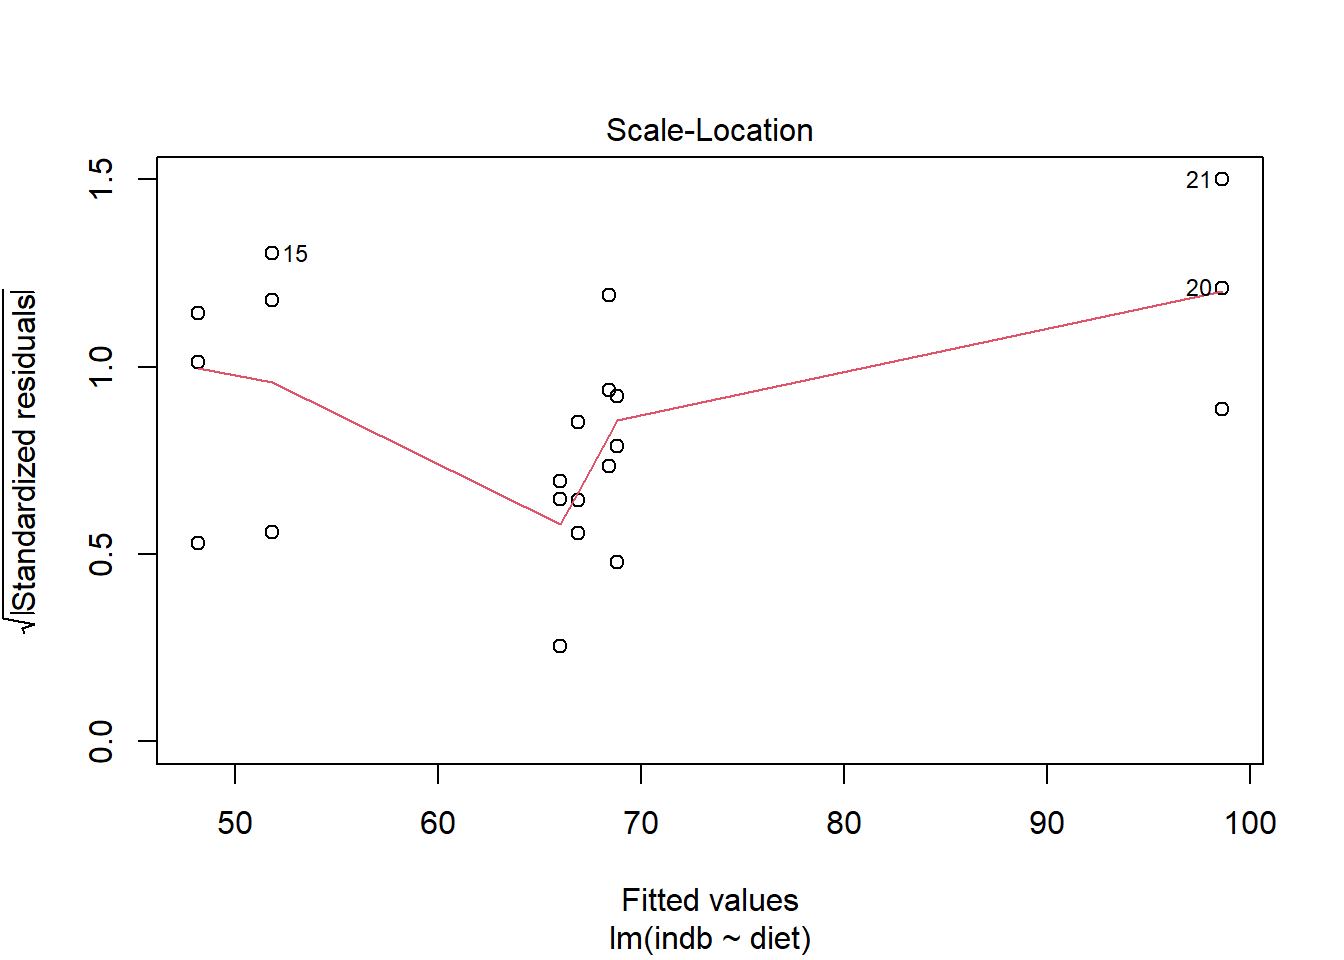 Scale-Location
√|Standardized residuals|
1.5
1.0
0.5
0.0
21
15
20
50 60 70 80 90 100
Fitted values
lm(indb ~ diet)